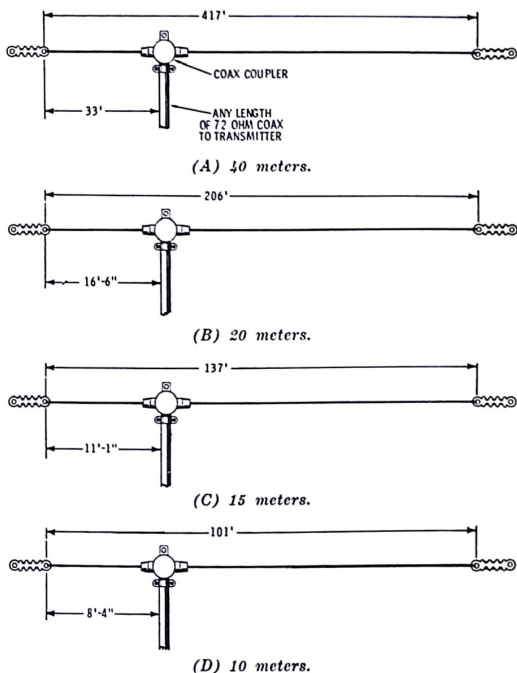 417'
COAX COUPLER
33'
ANY LENGTH
OF 72 OHM COAX
TO TRANSMITTER
(A) 40 meters.
206'
16'-6"
(B) 20 meters.
137'
11'-1"
(C) 15 meters.
101'
8'-4"
(D) 10 meters.